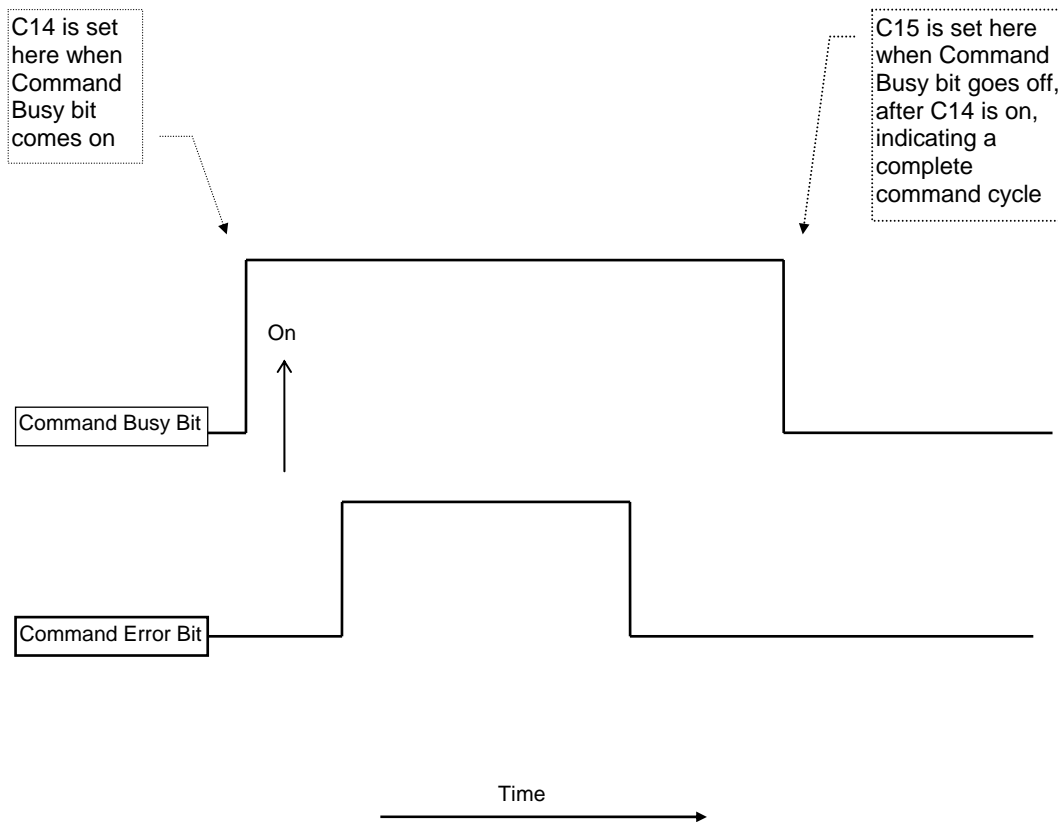 C14 is set
here when
Command
Busy bit
comes on
C15 is set here
when Command
Busy bit goes off,
after C14 is on,
indicating a
complete
command cycle
On
Command Busy Bit
Command Error Bit
Time